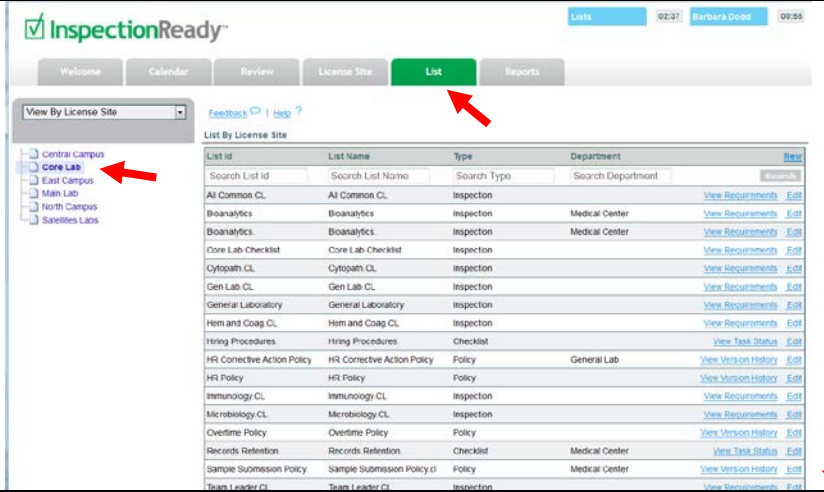 Lists 02:37 Barbara Dodd 00:55
InspectionReady™
Welcome Calendar Review License Site List Reports
View By License Site
Feedback | Help ?
List By License Site
Central Campus
Core Lab
East Campus
Main Lab
North Campus
Satellites Labs
List Id List Name Type Department New
Search List Id Search List Name Search Type Search Department Search
All Common.CL All Common.CL Inspection View Requirements Edit
Bioanalytics Bioanalytics Inspection Medical Center View Requirements Edit
Bioanalytics. Bioanalytics. Inspection Medical Center View Requirements Edit
Core Lab Checklist Core Lab Checklist Inspection View Requirements Edit
Cytopath.CL Cytopath.CL Inspection View Requirements Edit
Gen Lab.CL Gen Lab.CL Inspection View Requirements Edit
General Laboratory General Laboratory Inspection View Requirements Edit
Hem and Coag.CL Hem and Coag.CL Inspection View Requirements Edit
Hiring Procedures. Hiring Procedures. Checklist View Task Status Edit
HR Corrective Action Policy HR Corrective Action Policy Policy General Lab View Version History Edit
HR Policy HR Policy Policy View Version History Edit
Immunology.CL Immunology.CL Inspection View Requirements Edit
Microbiology.CL Microbiology.CL Inspection View Requirements Edit
Overtime Policy Overtime Policy Policy View Version History Edit
Records Retention. Records Retention. Checklist Medical Center View Task Status Edit
Sample Submission Policy. Sample Submission Policy.cl Policy Medical Center View Version History Edit
Team Leader.CL Team Leader.CL Inspection View Requirements Edit